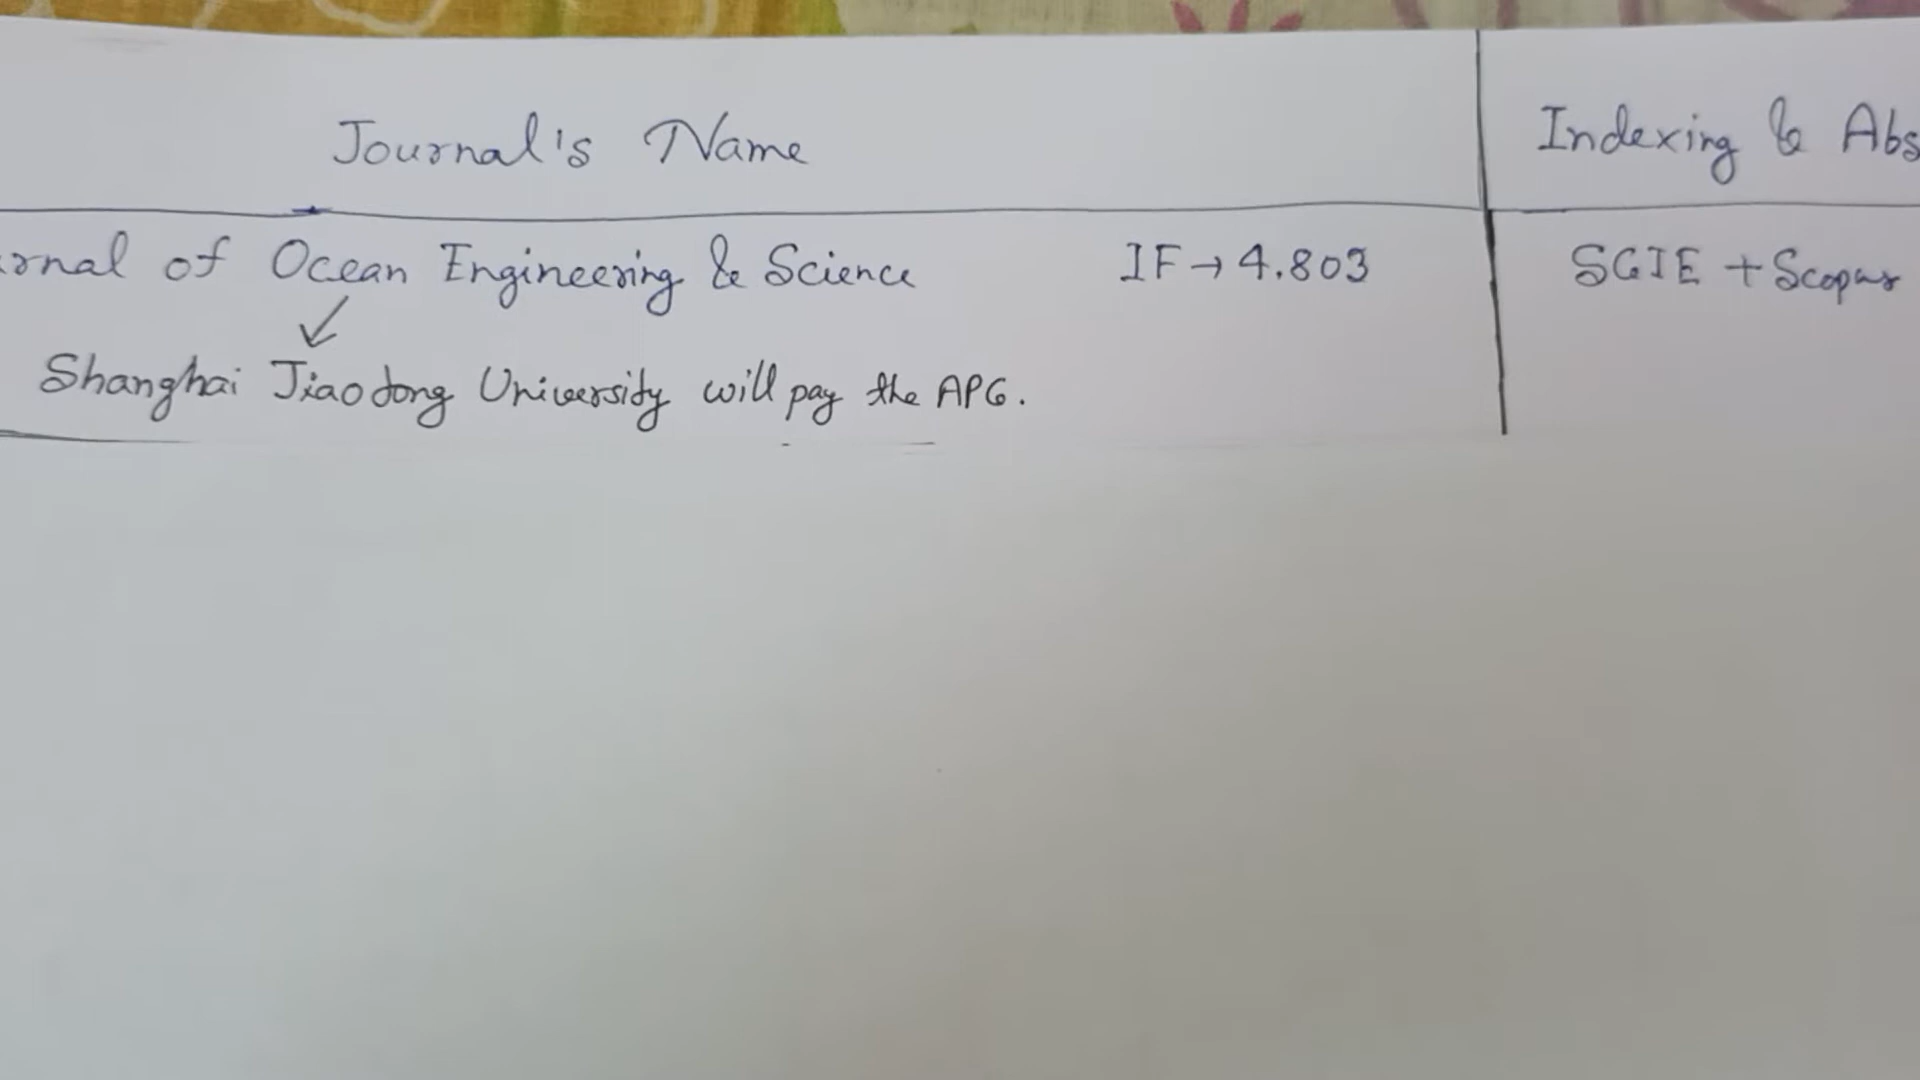 Journal's Name
Indexing & Abs
rnal of Ocean Engineering & Science IF → 4.803
SCIE + Scopus
Shanghai Jiaotong University will pay the APC.